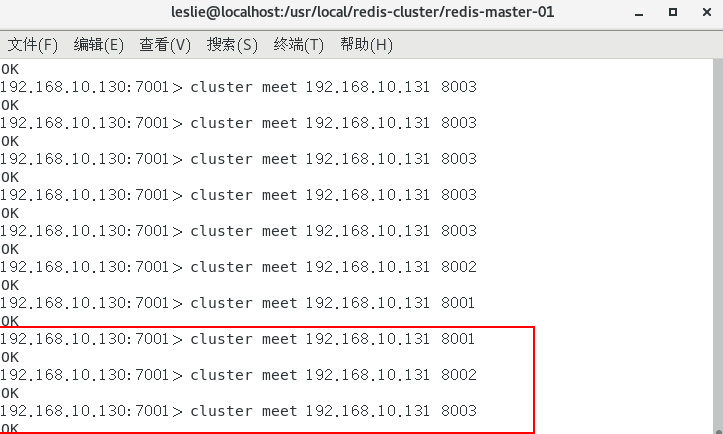 leslie@localhost:/usr/local/redis-cluster/redis-master-01
文件(F) 编辑(E) 查看(V) 搜索(S) 终端(T) 帮助(H)
OK
192.168.10.130:7001> cluster meet 192.168.10.131 8003
OK
192.168.10.130:7001> cluster meet 192.168.10.131 8003
OK
192.168.10.130:7001> cluster meet 192.168.10.131 8003
OK
192.168.10.130:7001> cluster meet 192.168.10.131 8003
OK
192.168.10.130:7001> cluster meet 192.168.10.131 8003
OK
192.168.10.130:7001> cluster meet 192.168.10.131 8002
OK
192.168.10.130:7001> cluster meet 192.168.10.131 8001
OK
192.168.10.130:7001> cluster meet 192.168.10.131 8001
OK
192.168.10.130:7001> cluster meet 192.168.10.131 8002
OK
192.168.10.130:7001> cluster meet 192.168.10.131 8003
OK